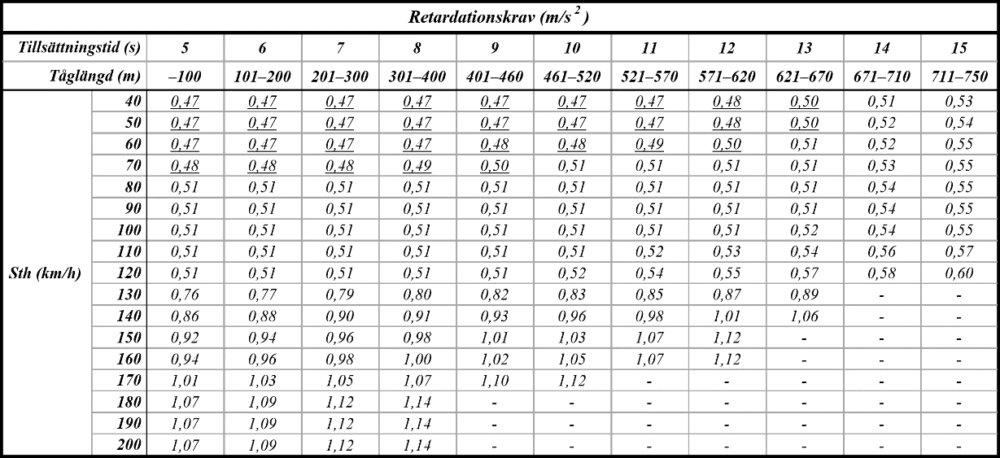 Retardationskrav (m/s²)
Tillsättningstid (s) 5 6 7 8 9 10 11 12 13 14 15
Tåglängd (m) –100 101–200 201–300 301–400 401–460 461–520 521–570 571–620 621–670 671–710 711–750
40 0,47 0,47 0,47 0,47 0,47 0,47 0,47 0,48 0,50 0,51 0,53
50 0,47 0,47 0,47 0,47 0,47 0,47 0,47 0,48 0,50 0,52 0,54
60 0,47 0,47 0,47 0,47 0,48 0,48 0,49 0,50 0,51 0,52 0,55
70 0,48 0,48 0,48 0,49 0,50 0,51 0,51 0,51 0,51 0,53 0,55
80 0,51 0,51 0,51 0,51 0,51 0,51 0,51 0,51 0,51 0,54 0,55
90 0,51 0,51 0,51 0,51 0,51 0,51 0,51 0,51 0,51 0,54 0,55
100 0,51 0,51 0,51 0,51 0,51 0,51 0,51 0,51 0,52 0,54 0,55
110 0,51 0,51 0,51 0,51 0,51 0,51 0,52 0,53 0,54 0,56 0,57
Sth (km/h) 120 0,51 0,51 0,51 0,51 0,51 0,52 0,54 0,55 0,57 0,58 0,60
130 0,76 0,77 0,79 0,80 0,82 0,83 0,85 0,87 0,89 - -
140 0,86 0,88 0,90 0,91 0,93 0,96 0,98 1,01 1,06 - -
150 0,92 0,94 0,96 0,98 1,01 1,03 1,07 1,12 - - -
160 0,94 0,96 0,98 1,00 1,02 1,05 1,07 1,12 - - -
170 1,01 1,03 1,05 1,07 1,10 1,12 - - - - -
180 1,07 1,09 1,12 1,14 - - - - - - -
190 1,07 1,09 1,12 1,14 - - - - - - -
200 1,07 1,09 1,12 1,14 - - - - - - -